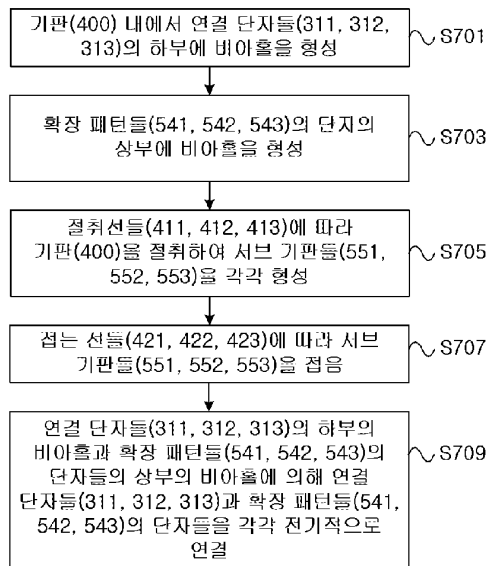 기판(400) 내에서 연결 단자들(311, 312,
313)의 하부에 비아홀을 형성
S701
확장 패턴들(541, 542, 543)의 단자의
상부에 비아홀을 형성
S703
절취선들(411, 412, 413)에 따라
기판(400)을 절취하여 서브 기판들(551,
552, 553)을 각각 형성
S705
접는 선들(421, 422, 423)에 따라 서브
기판들(551, 552, 553)을 접음
S707
연결 단자들(311, 312, 313)의 하부의
비아홀과 확장 패턴들(541, 542, 543)의
단자들의 상부의 비아홀에 의해 연결
단자들(311, 312, 313)과 확장 패턴들(541,
542, 543)의 단자들을 각각 전기적으로
연결
S709